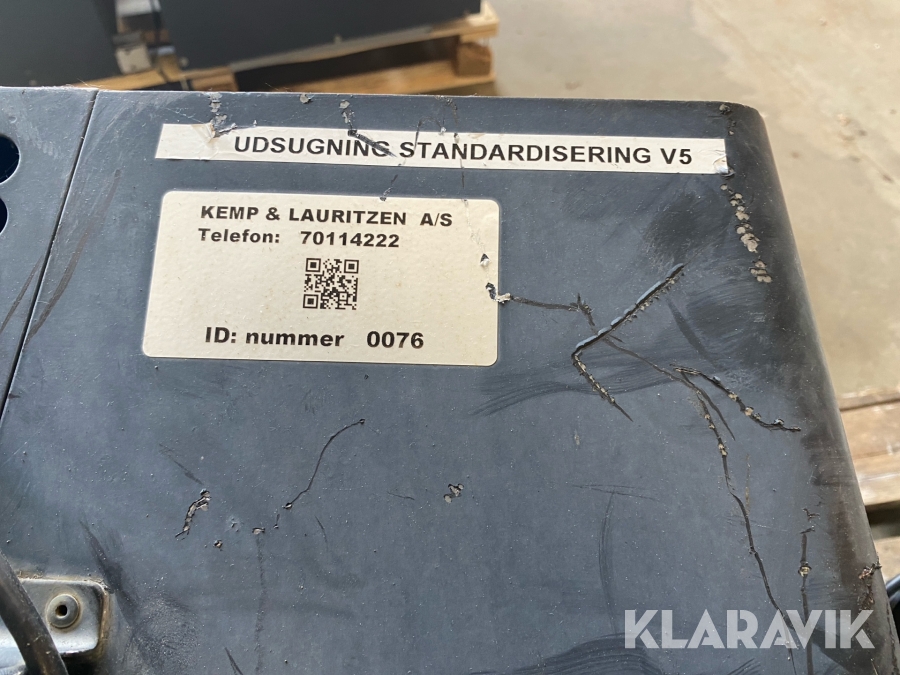 UDSUGNING STANDARDISERING V5
KEMP & LAURITZEN A/S
Telefon: 70114222
ID: nummer 0076
KLARAVIK